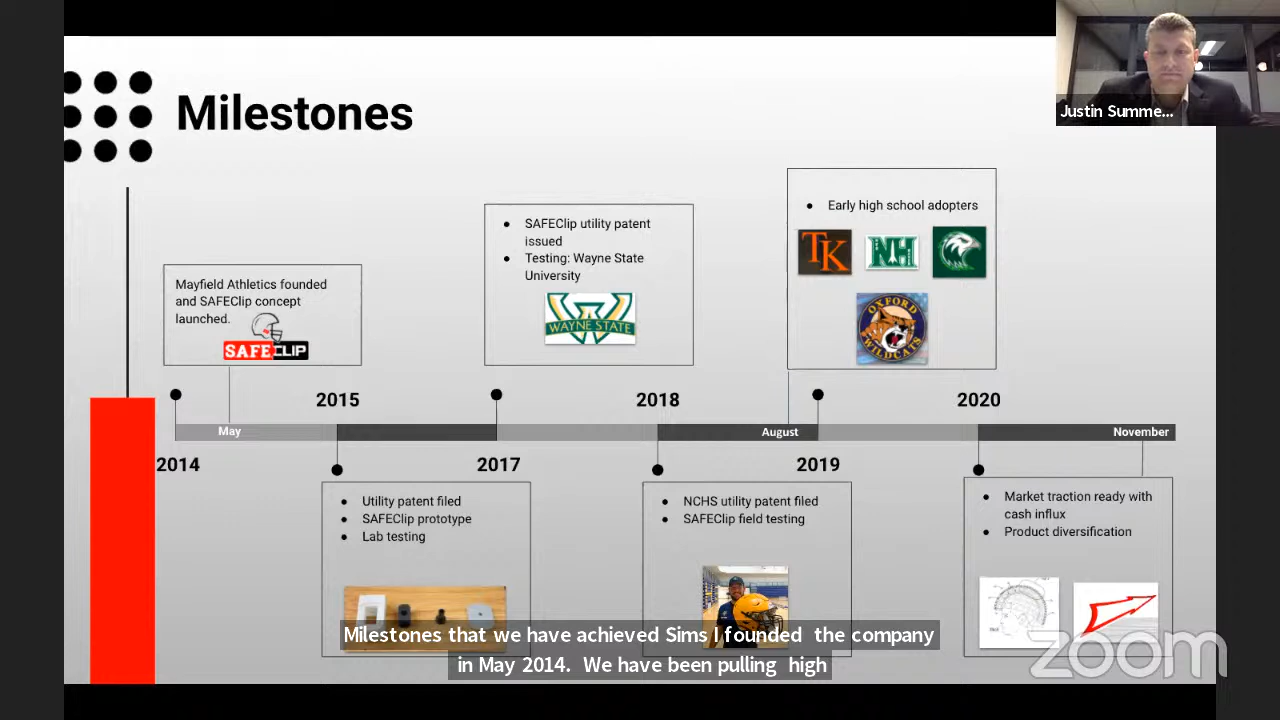 Milestones
Justin Summe...
Early high school adopters
TK
NH
OXFORD
WILDCATS
SAFEClip utility patent
issued
Testing: Wayne State
University
WAYNE STATE
Mayfield Athletics founded
and SAFEClip concept
launched.
SAFECLIP
2015
2018
2020
May
August
November
2014
2017
2019
Utility patent filed
SAFEClip prototype
Lab testing
NCHS utility patent filed
SAFEClip field testing
Market traction ready with
cash influx
Product diversification
Milestones that we have achieved Sims I founded the company
in May 2014. We have been pulling high
zoom